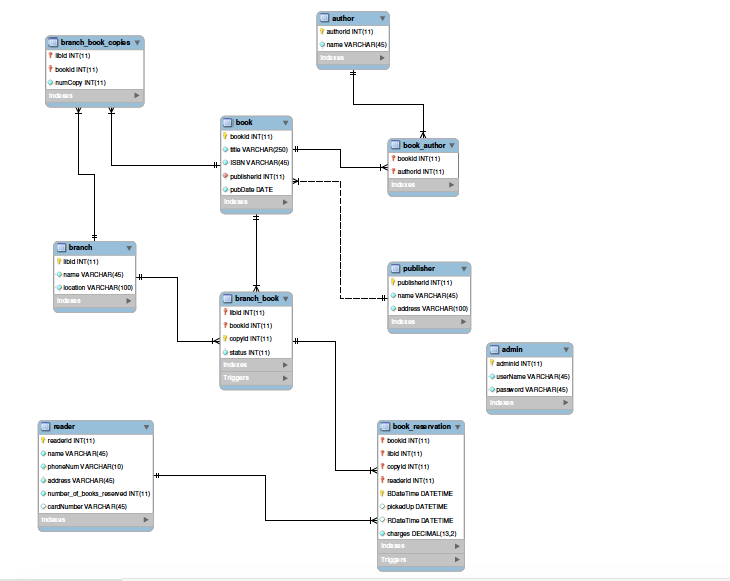 author
authorId INT(11)
name VARCHAR(45)
Indexes
branch_book_copies
libId INT(11)
bookId INT(11)
numCopy INT(11)
Indexes
book
bookId INT(11)
title VARCHAR(250)
ISBN VARCHAR(45)
publisherId INT(11)
pubDate DATE
Indexes
book_author
bookId INT(11)
authorId INT(11)
Indexes
branch
libId INT(11)
name VARCHAR(45)
location VARCHAR(100)
Indexes
publisher
publisherId INT(11)
name VARCHAR(45)
address VARCHAR(100)
Indexes
branch_book
libId INT(11)
bookId INT(11)
copyId INT(11)
status INT(11)
Indexes
Triggers
admin
adminId INT(11)
userName VARCHAR(45)
password VARCHAR(45)
Indexes
reader
readerId INT(11)
name VARCHAR(45)
phoneNum VARCHAR(10)
address VARCHAR(45)
number_of_books_reserved INT(11)
cardNumber VARCHAR(45)
Indexes
book_reservation
bookId INT(11)
libId INT(11)
copyId INT(11)
readerId INT(11)
BDateTime DATETIME
pickedUp DATETIME
RDateTime DATETIME
charges DECIMAL(13,2)
Indexes
Triggers